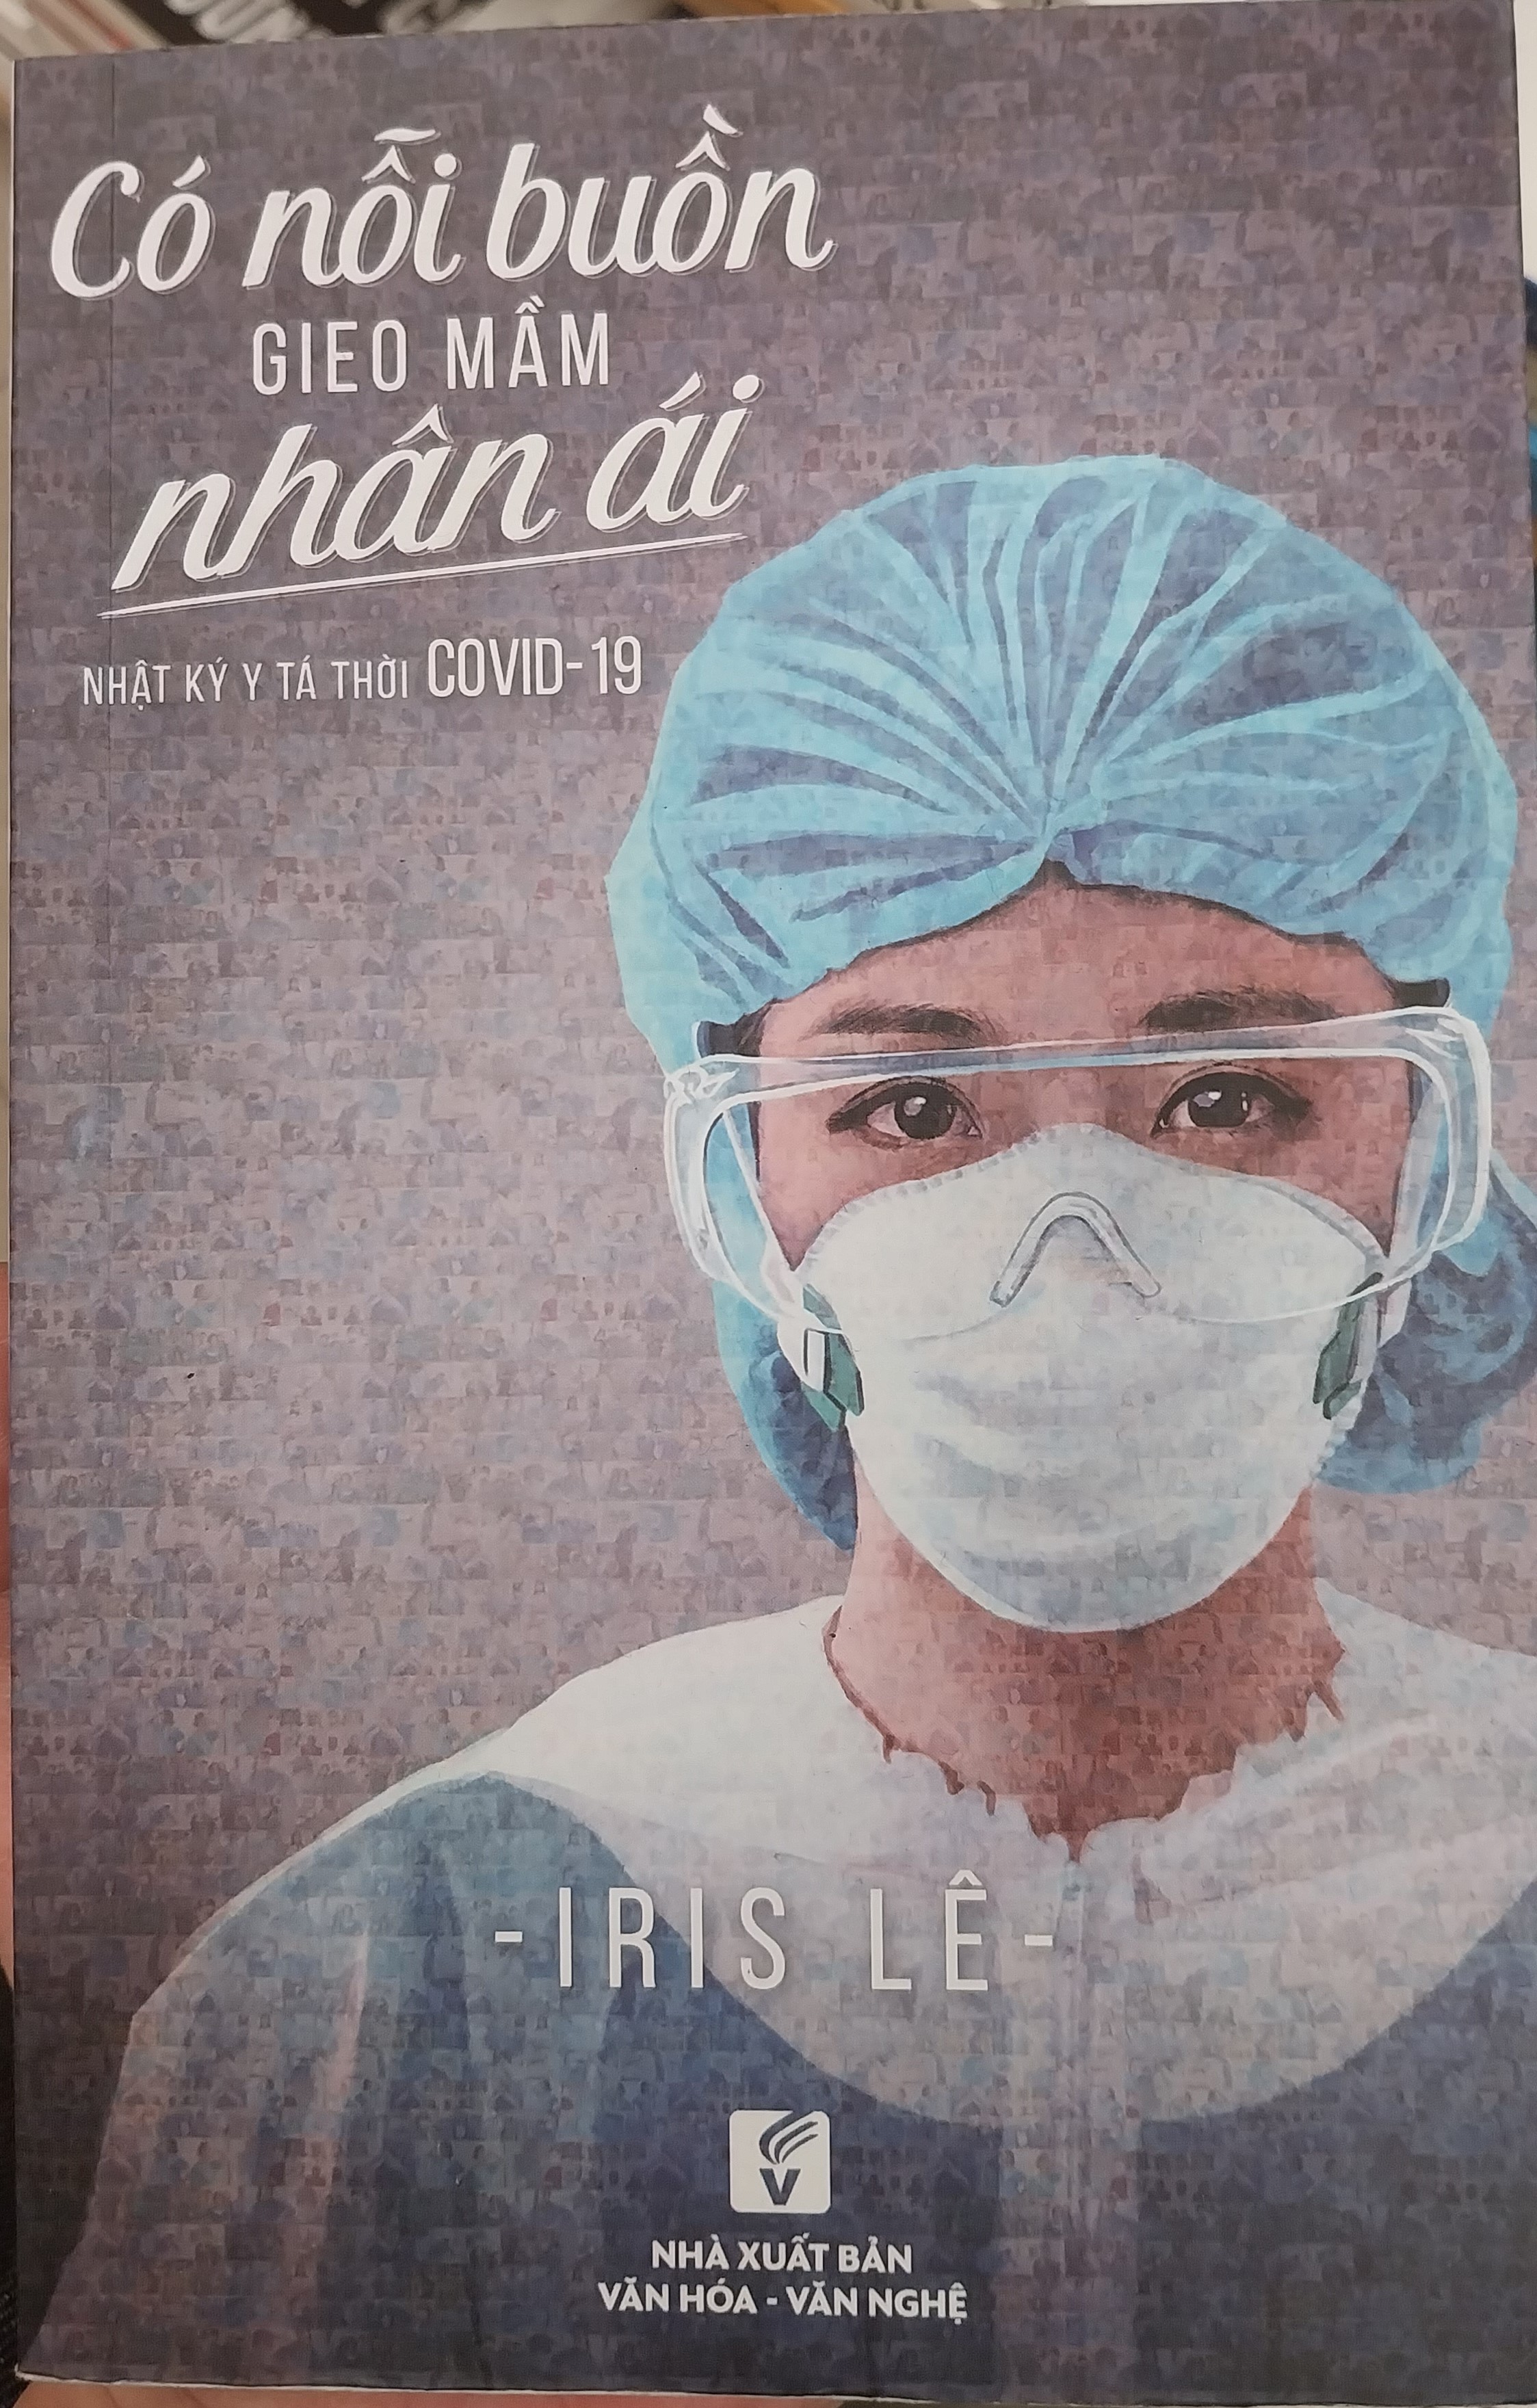 Có nỗi buồn
GIEO MẦM
nhân ái
NHẬT KÝ Y TÁ THỜI COVID-19
-IRIS LÊ-
V
NHÀ XUẤT BẢN
VĂN HÓA - VĂN NGHỆ